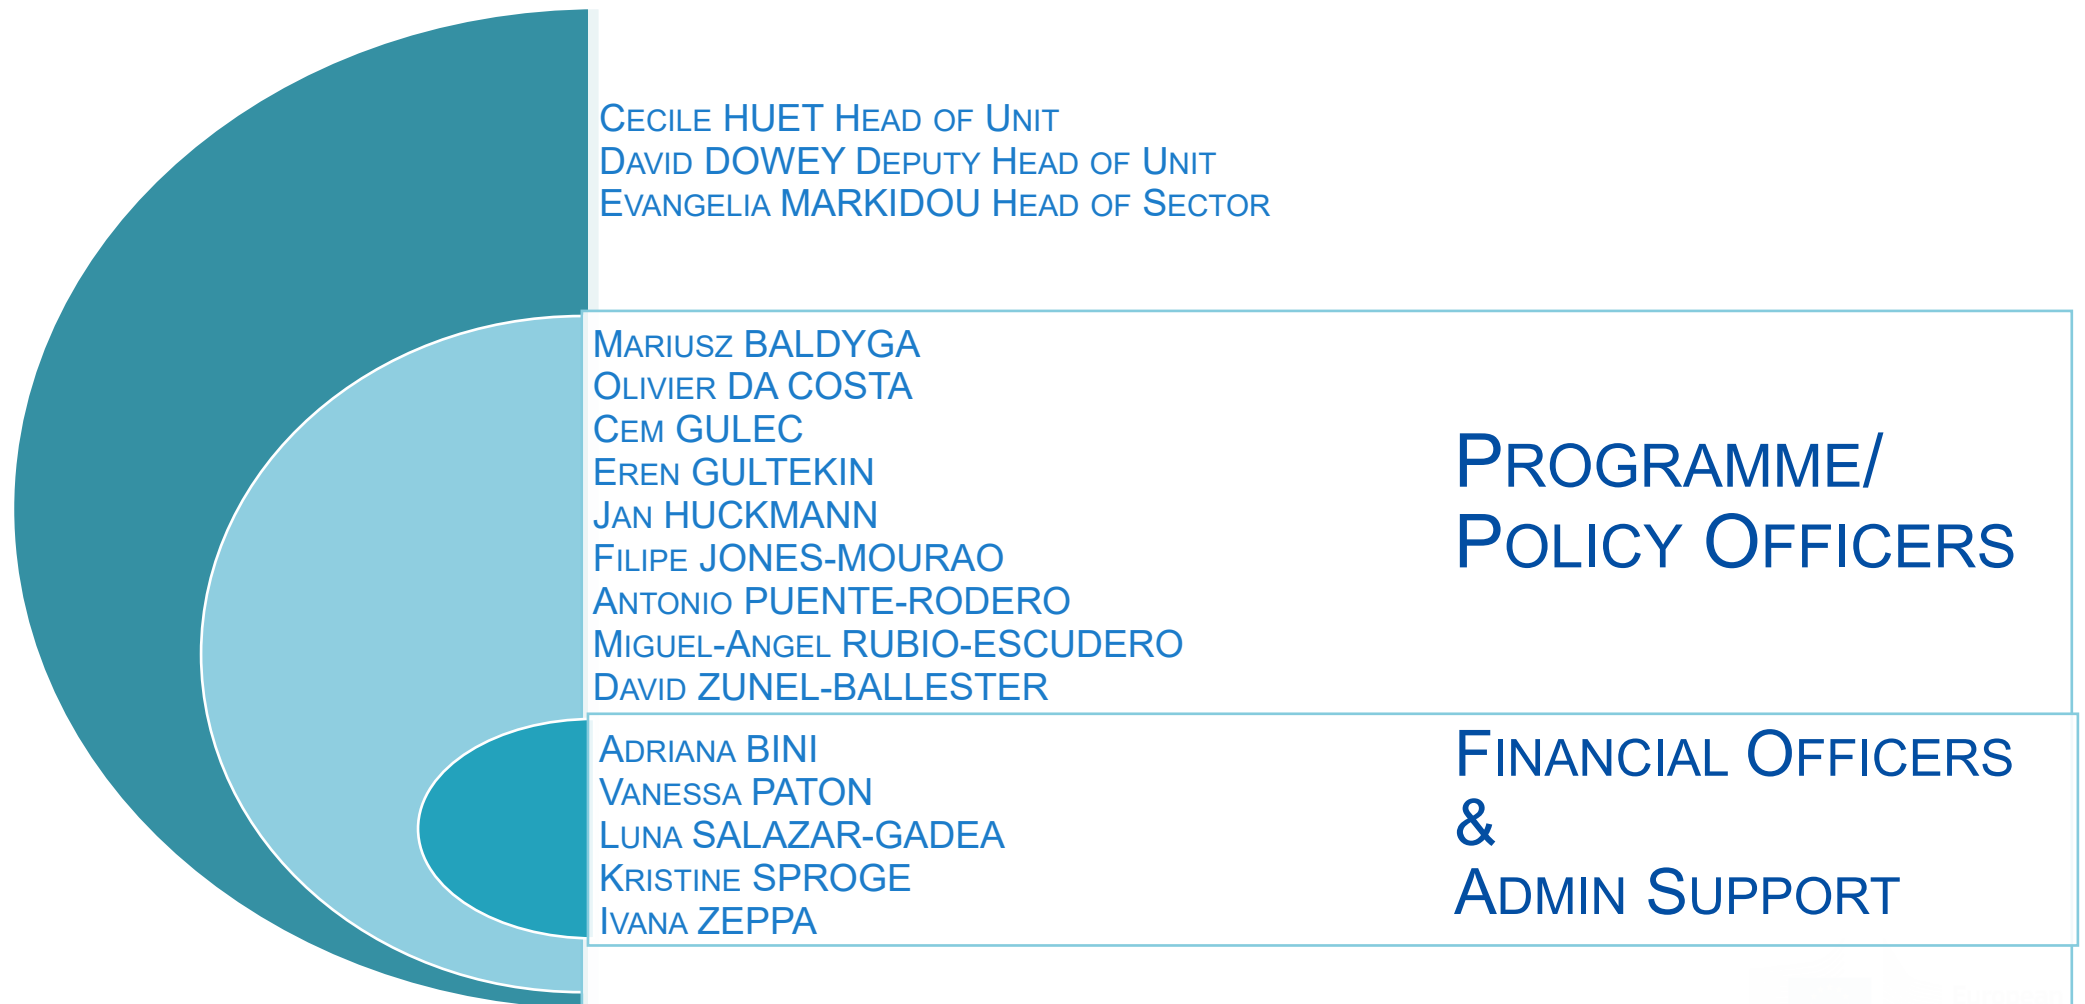 Cecile HUET Head of Unit
David DOWEY Deputy Head of Unit
Evangelia MARKIDOU Head of Sector
Mariusz BALDYGA
Olivier DA COSTA
Cem GULEC
Eren GULTEKIN
Jan HUCKMANN
Filipe JONES-MOURAO
Antonio PUENTE-RODERO
Miguel-Angel RUBIO-ESCUDERO
David ZUNEL-BALLESTER
Programme/
Policy Officers
Adriana BINI
Vanessa PATON
Luna SALAZAR-GADEA
Kristine SPROGE
Ivana ZEPPA
Financial Officers
&
Admin Support